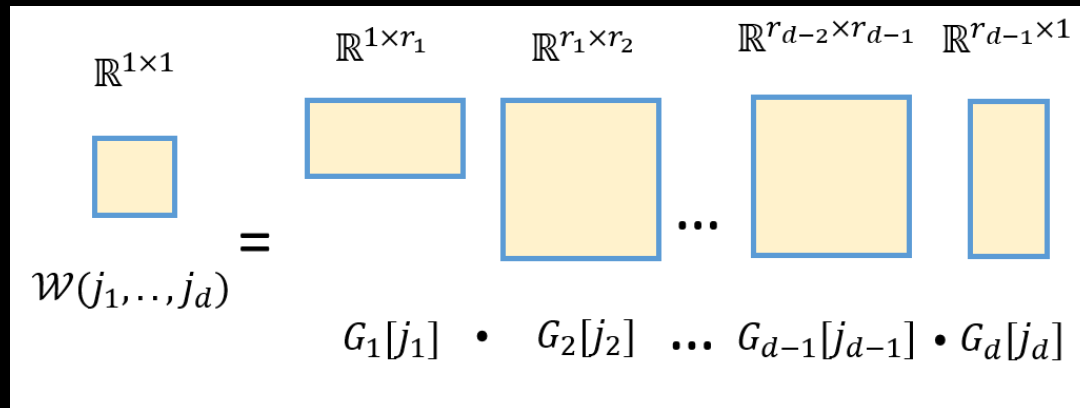 ℝ^{1×1} ℝ^{1×r_1} ℝ^{r_1×r_2} ℝ^{r_{d−2}×r_{d−1}} ℝ^{r_{d−1}×1}
= ...
𝒲(j_1,..,j_d)
G_1[j_1] • G_2[j_2] ... G_{d−1}[j_{d−1}] • G_d[j_d]